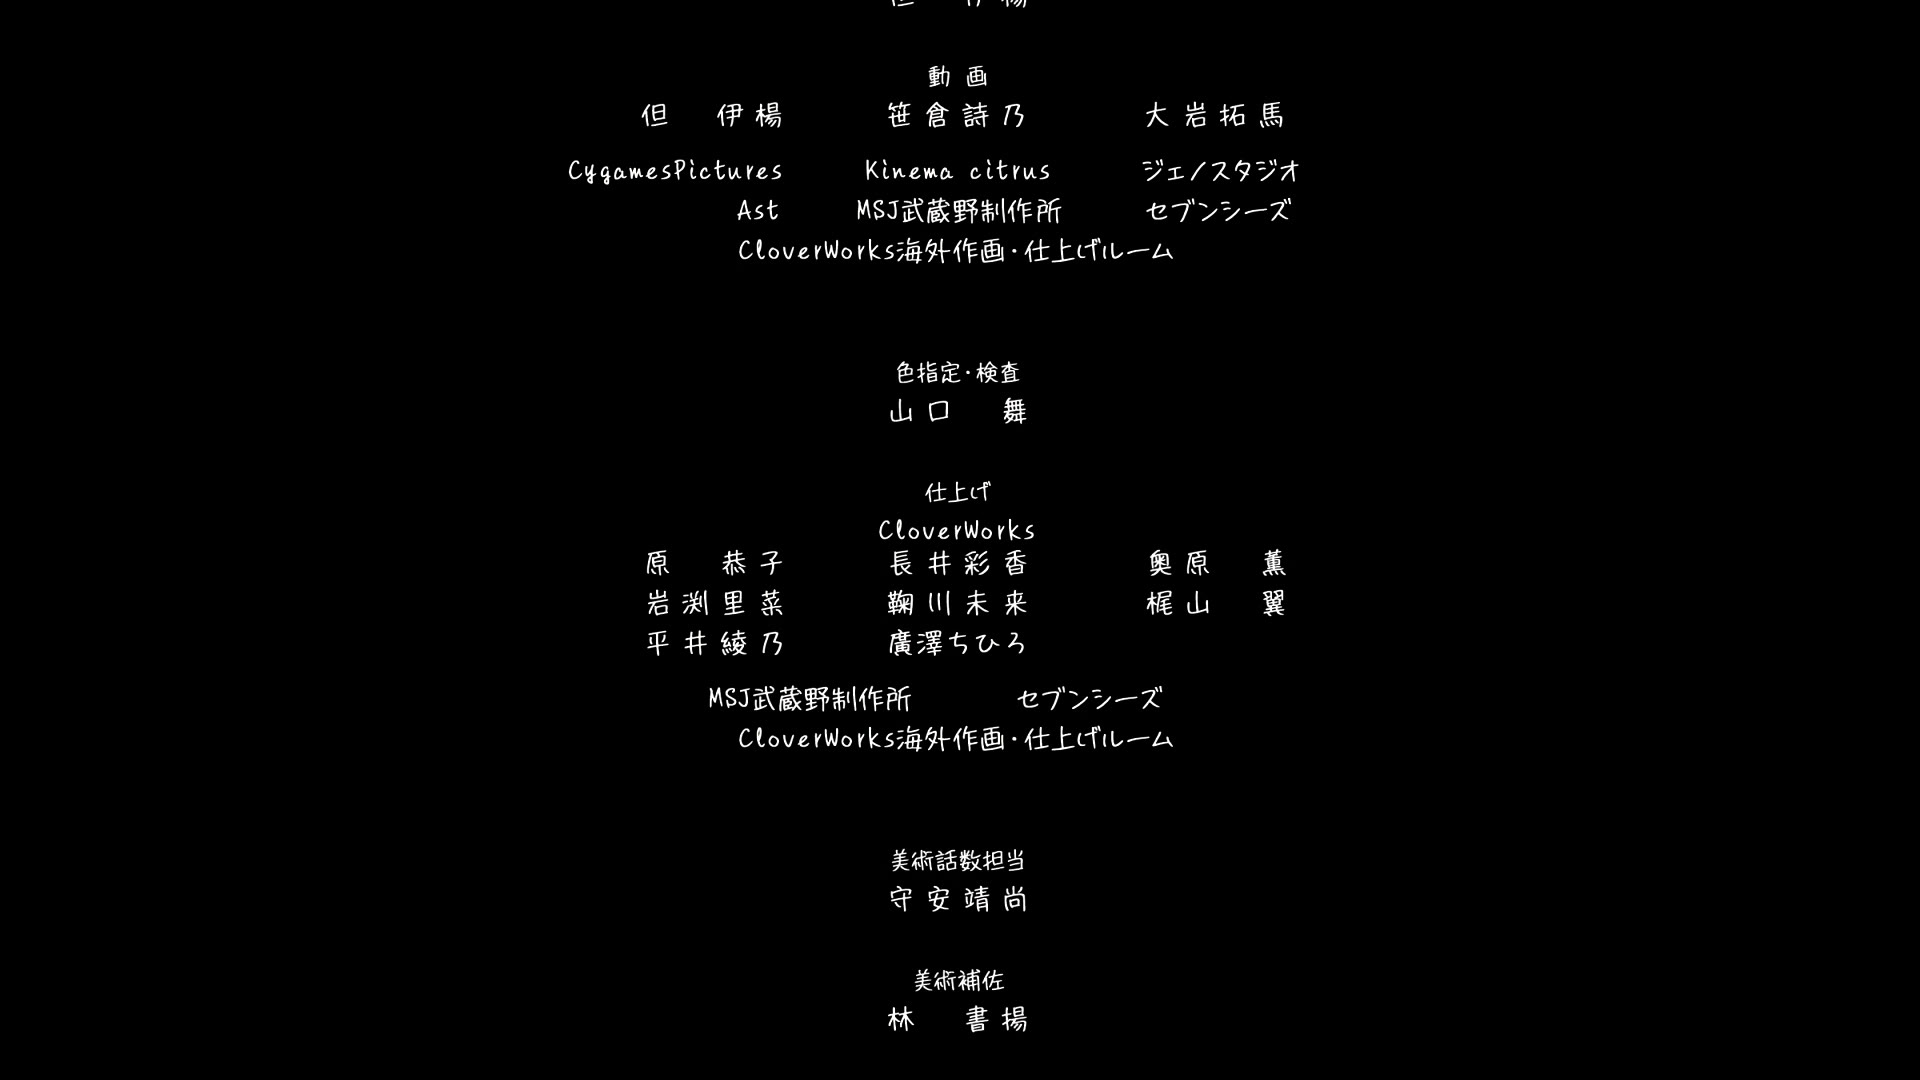 動画
但 伊楊 笹倉詩乃 大岩拓馬
CygamesPictures Kinema citrus ジェノスタジオ
Ast MSJ武蔵野制作所 セブンシーズ
CloverWorks海外作画・仕上げルーム
色指定・検査
山口 舞
仕上げ
CloverWorks
原 恭子 長井彩香 奥原 薫
岩渕里菜 鞠川未来 梶山 翼
平井綾乃 廣澤ちひろ
MSJ武蔵野制作所 セブンシーズ
CloverWorks海外作画・仕上げルーム
美術話数担当
守安靖尚
美術補佐
林 書揚